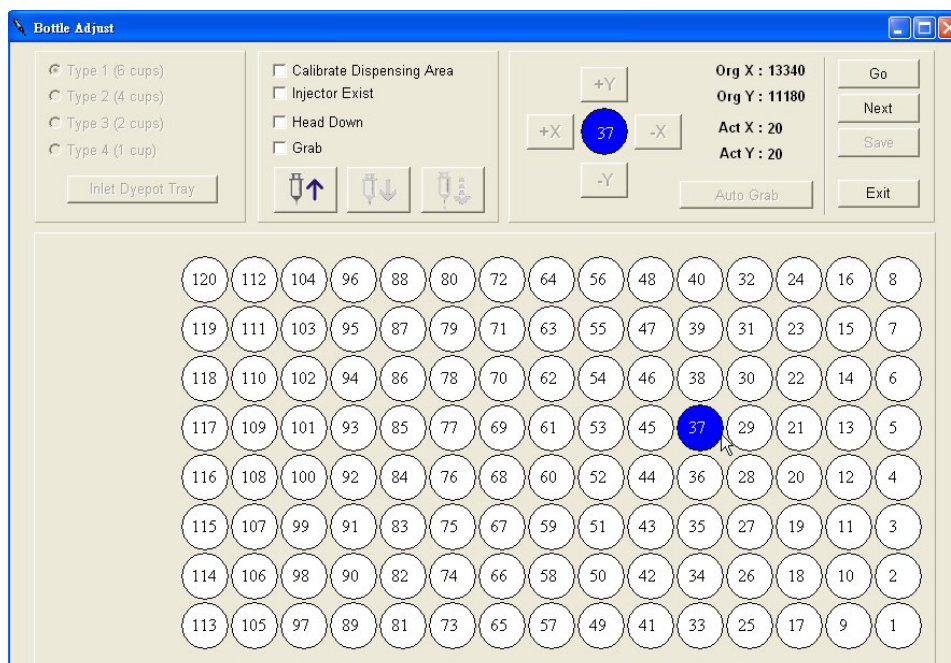 Bottle Adjust
Type 1 (6 cups)
Type 2 (4 cups)
Type 3 (2 cups)
Type 4 (1 cup)
Inlet Dyepot Tray
Calibrate Dispensing Area
Injector Exist
Head Down
Grab
+Y
+X 37 -X
-Y
Org X : 13340
Org Y : 11180
Act X : 20
Act Y : 20
Auto Grab
Go
Next
Save
Exit
120 112 104 96 88 80 72 64 56 48 40 32 24 16 8
119 111 103 95 87 79 71 63 55 47 39 31 23 15 7
118 110 102 94 86 78 70 62 54 46 38 30 22 14 6
117 109 101 93 85 77 69 61 53 45 37 29 21 13 5
116 108 100 92 84 76 68 60 52 44 36 28 20 12 4
115 107 99 91 83 75 67 59 51 43 35 27 19 11 3
114 106 98 90 82 74 66 58 50 42 34 26 18 10 2
113 105 97 89 81 73 65 57 49 41 33 25 17 9 1